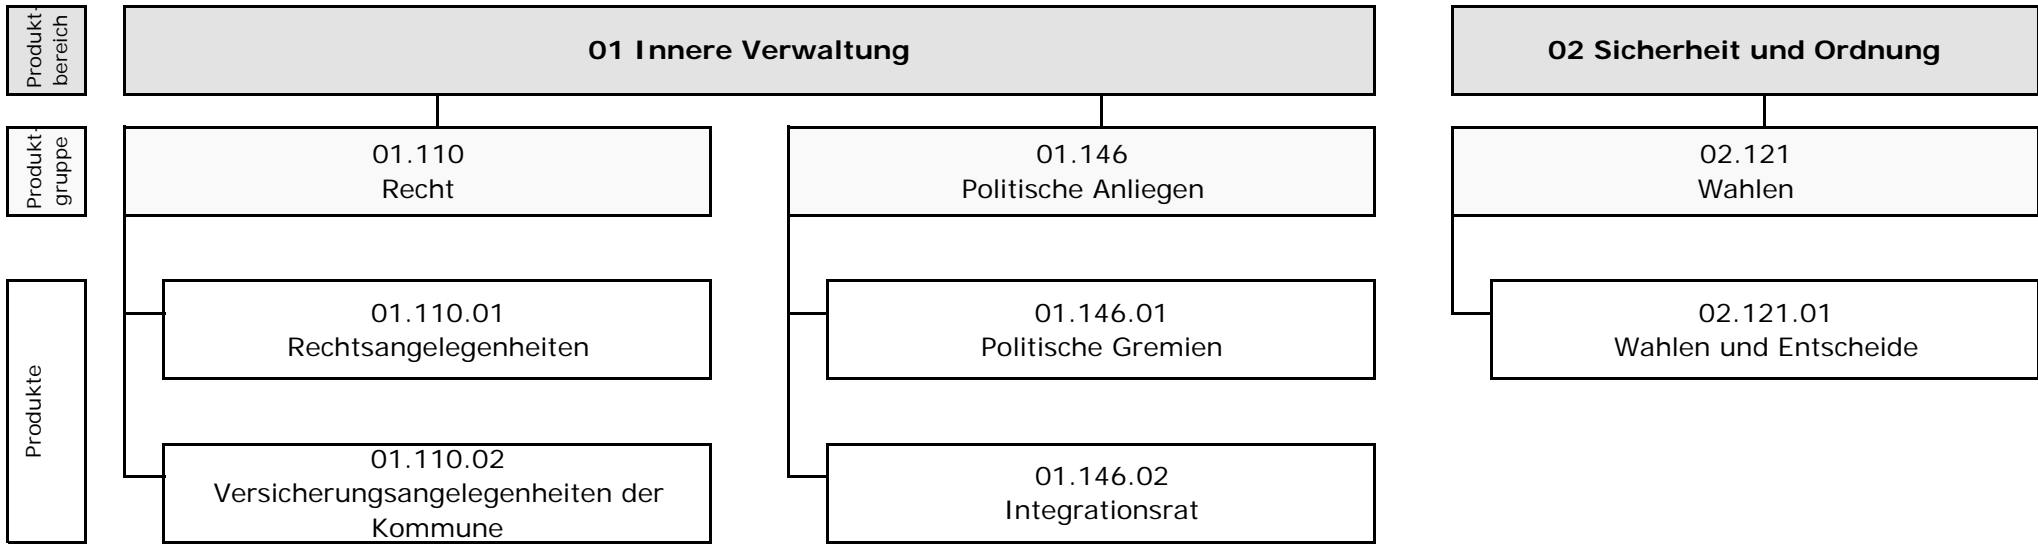 Produkt-
bereich
01 Innere Verwaltung
02 Sicherheit und Ordnung
Produkt-
gruppe
01.110
Recht
01.146
Politische Anliegen
02.121
Wahlen
Produkte
01.110.01
Rechtsangelegenheiten
01.146.01
Politische Gremien
02.121.01
Wahlen und Entscheide
01.110.02
Versicherungsangelegenheiten der
Kommune
01.146.02
Integrationsrat